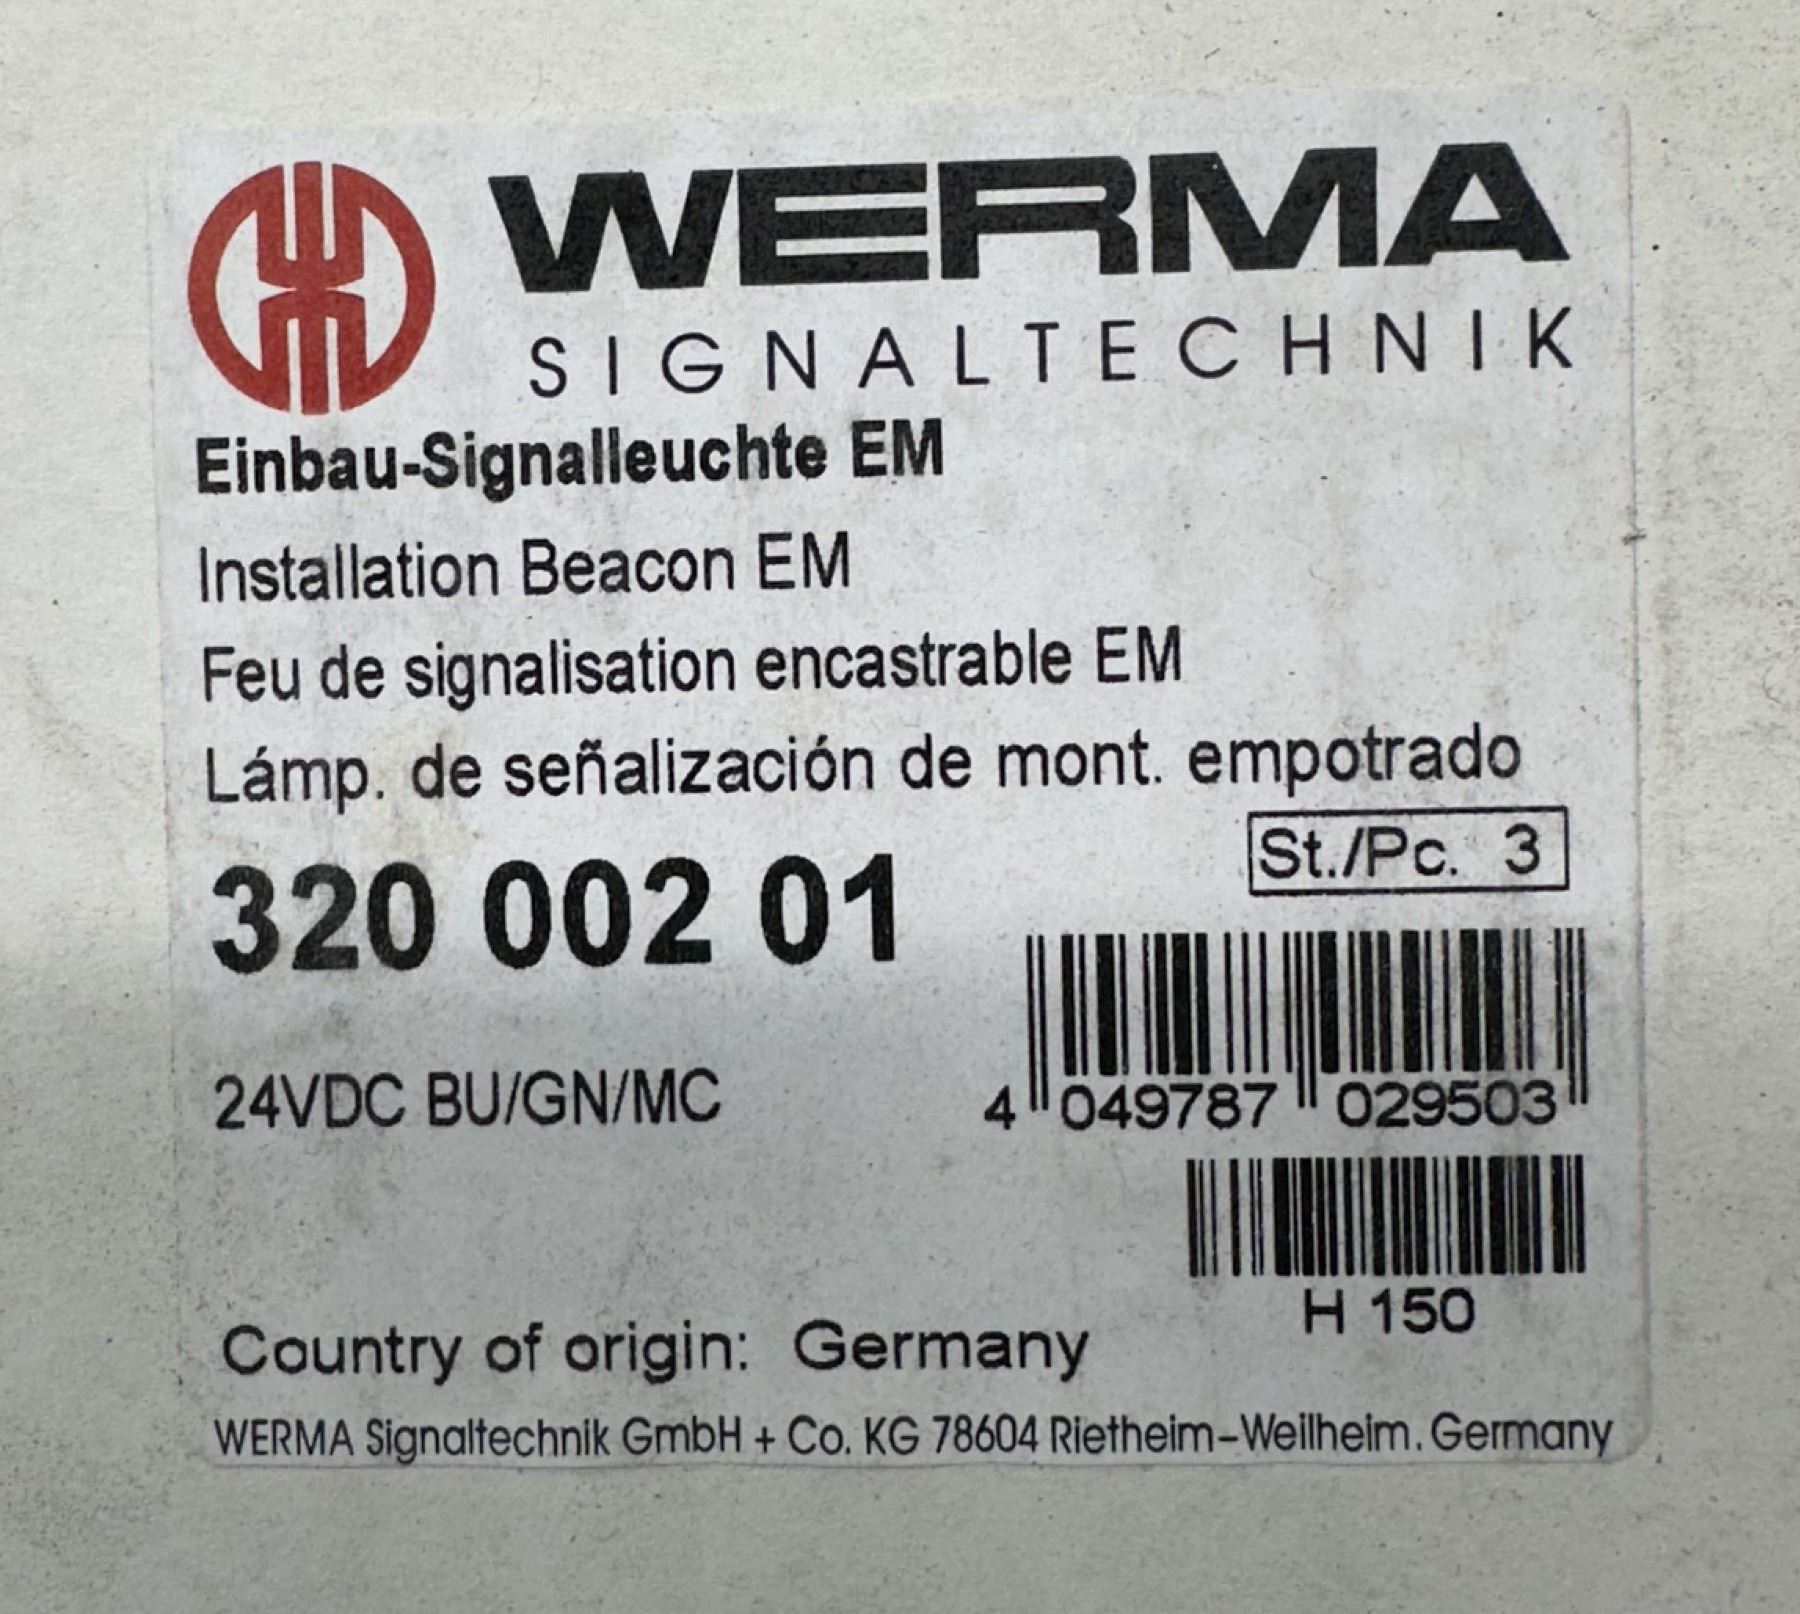 WERMA
SIGNALTECHNIK
Einbau-Signalleuchte EM
Installation Beacon EM
Feu de signalisation encastrable EM
Lámp. de señalización de mont. empotrado
St./Pc. 3
320 002 01
24VDC BU/GN/MC
4 049787 029503
H 150
Country of origin: Germany
WERMA Signaltechnik GmbH + Co. KG 78604 Rietheim-Weilheim. Germany